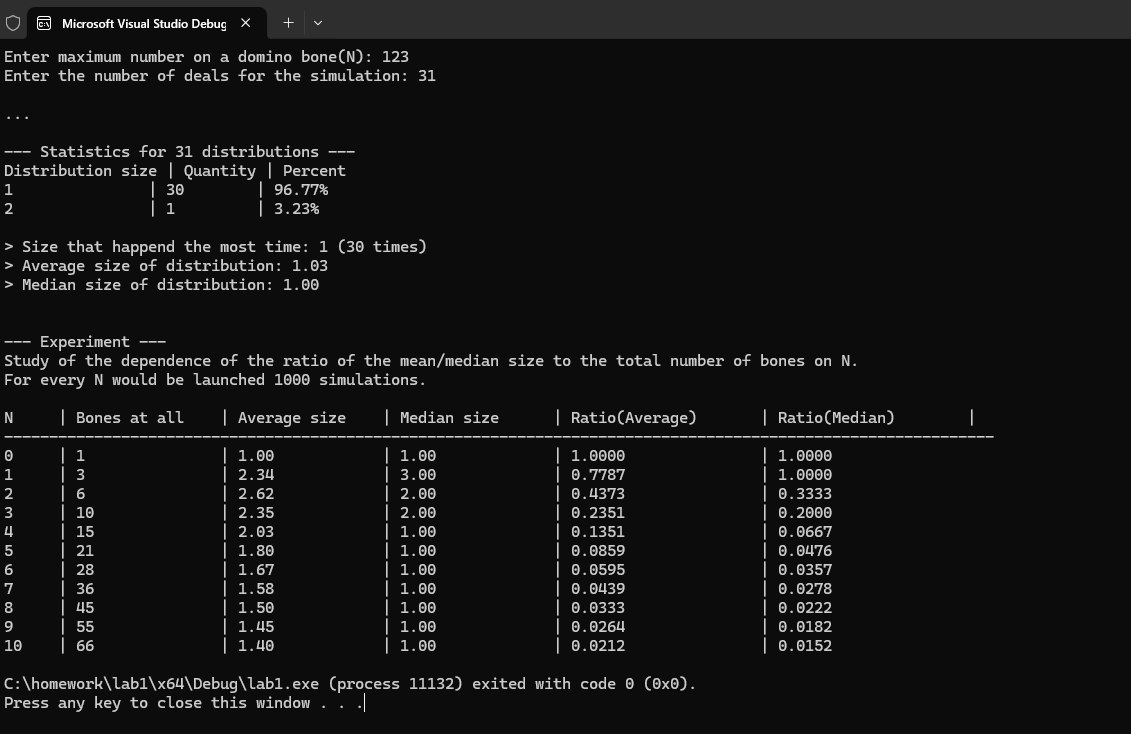 Microsoft Visual Studio Debug
Enter maximum number on a domino bone(N): 123
Enter the number of deals for the simulation: 31
...
--- Statistics for 31 distributions ---
Distribution size | Quantity | Percent
1 | 30 | 96.77%
2 | 1 | 3.23%
> Size that happend the most time: 1 (30 times)
> Average size of distribution: 1.03
> Median size of distribution: 1.00
--- Experiment ---
Study of the dependence of the ratio of the mean/median size to the total number of bones on N.
For every N would be launched 1000 simulations.
N | Bones at all | Average size | Median size | Ratio(Average) | Ratio(Median) |
--------------------------------------------------------------------------------------------------------------
0 | 1 | 1.00 | 1.00 | 1.0000 | 1.0000
1 | 3 | 2.34 | 3.00 | 0.7787 | 1.0000
2 | 6 | 2.62 | 2.00 | 0.4373 | 0.3333
3 | 10 | 2.35 | 2.00 | 0.2351 | 0.2000
4 | 15 | 2.03 | 1.00 | 0.1351 | 0.0667
5 | 21 | 1.80 | 1.00 | 0.0859 | 0.0476
6 | 28 | 1.67 | 1.00 | 0.0595 | 0.0357
7 | 36 | 1.58 | 1.00 | 0.0439 | 0.0278
8 | 45 | 1.50 | 1.00 | 0.0333 | 0.0222
9 | 55 | 1.45 | 1.00 | 0.0264 | 0.0182
10 | 66 | 1.40 | 1.00 | 0.0212 | 0.0152
C:\homework\lab1\x64\Debug\lab1.exe (process 11132) exited with code 0 (0x0).
Press any key to close this window . . .